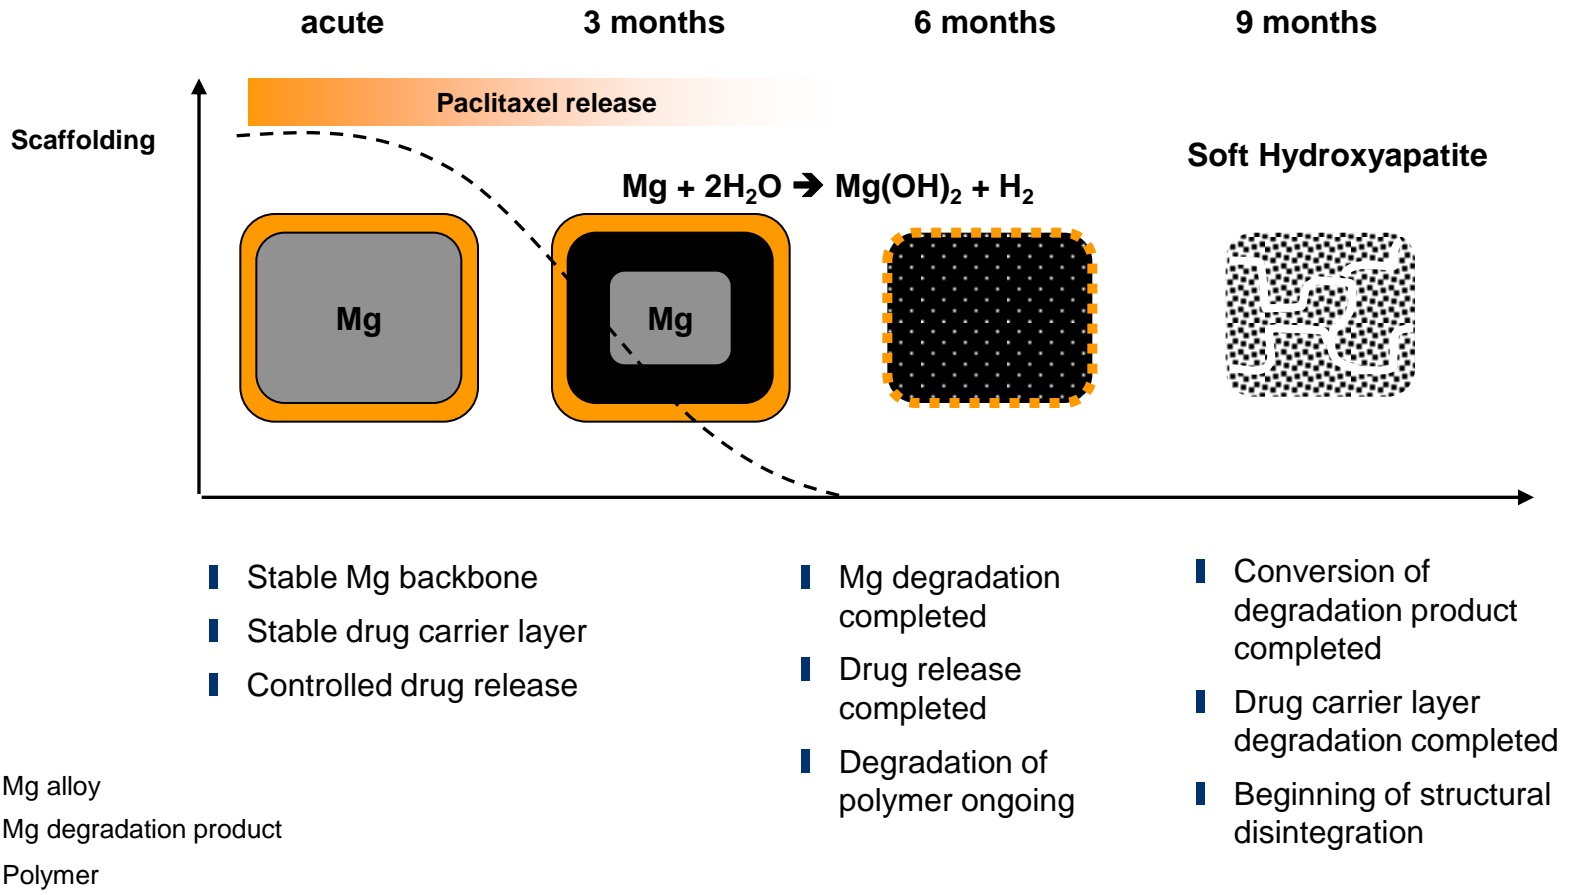 acute
3 months
6 months
9 months
Paclitaxel release
Scaffolding
Soft Hydroxyapatite
Mg + 2H₂O ➔ Mg(OH)₂ + H₂
Mg
Mg
Stable Mg backbone
Stable drug carrier layer
Controlled drug release
Mg degradation
completed
Drug release
completed
Degradation of
polymer ongoing
Conversion of
degradation product
completed
Drug carrier layer
degradation completed
Beginning of structural
disintegration
Mg alloy
Mg degradation product
Polymer